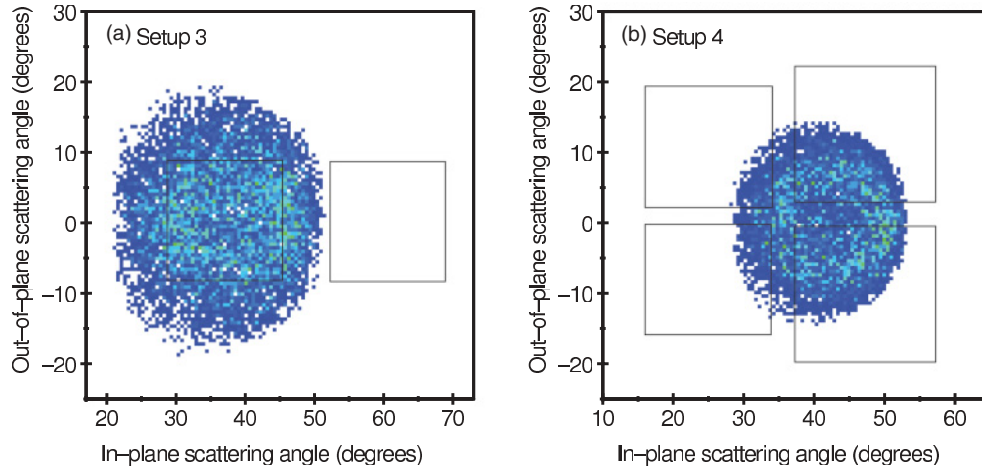 (a) Setup 3
Out–of–plane scattering angle (degrees)
30
20
10
0
−10
−20
20 30 40 50 60 70
In–plane scattering angle (degrees)
(b) Setup 4
Out–of–plane scattering angle (degrees)
30
20
10
0
−10
−20
10 20 30 40 50 60
In–plane scattering angle (degrees)